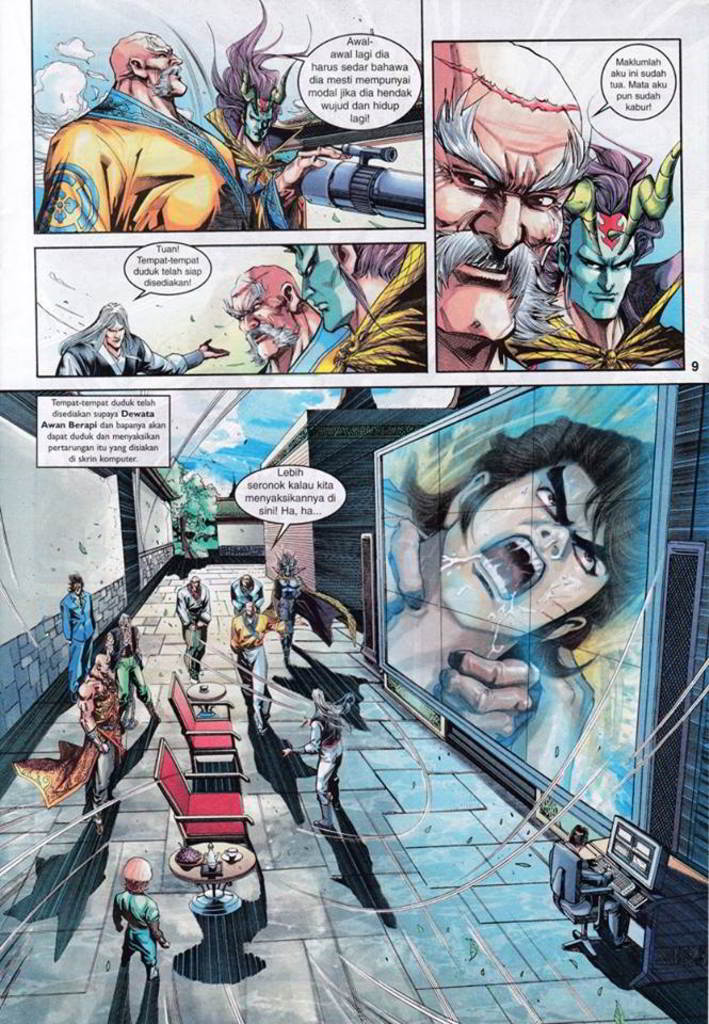 Awal-
awal lagi dia
harus sedar bahawa
dia mesti mempunyai
modal jika dia hendak
wujud dan hidup
lagi!
Maklumlah
aku ini sudah
tua. Mata aku
pun sudah
kabur!
Tuan!
Tempat-tempat
duduk telah siap
disediakan!
9
Tempat-tempat duduk telah
disediakan supaya Dewata
Awan Berapi dan bapanya akan
dapat duduk dan menyaksikan
pertarungan itu yang disiakan
di skrin komputer.
Lebih
seronok kalau kita
menyaksikannya di
sini! Ha, ha...